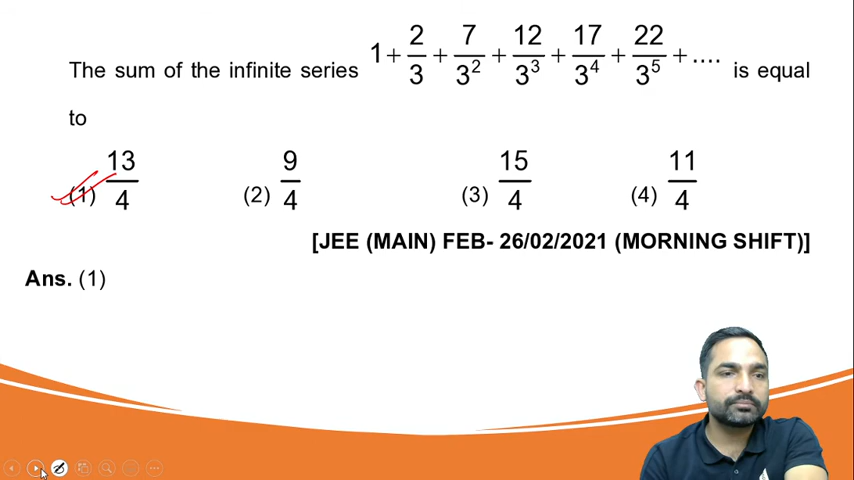 The sum of the infinite series 1 + 2/3 + 7/3² + 12/3³ + 17/3⁴ + 22/3⁵ + .... is equal
to
(1) 13/4 (2) 9/4 (3) 15/4 (4) 11/4
[JEE (MAIN) FEB- 26/02/2021 (MORNING SHIFT)]
Ans. (1)